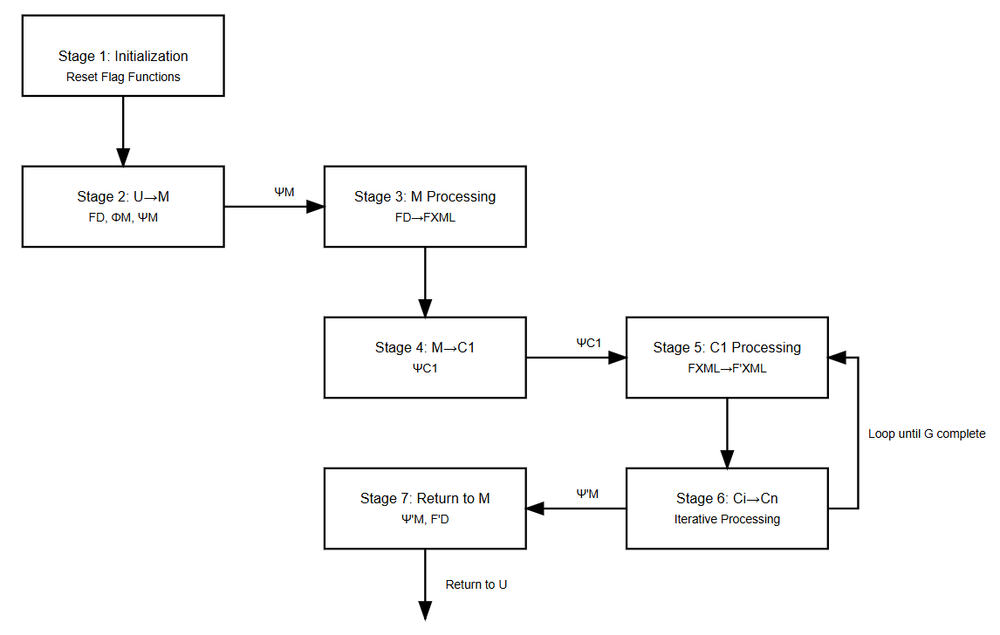 Stage 1: Initialization
Reset Flag Functions
Stage 2: U→M
FD, ΦM, ΨM
ΨM
Stage 3: M Processing
FD→FXML
Stage 4: M→C1
ΨC1
ΨC1
Stage 5: C1 Processing
FXML→F'XML
Loop until G complete
Stage 6: Ci→Cn
Iterative Processing
Ψ'M
Stage 7: Return to M
Ψ'M, F'D
Return to U